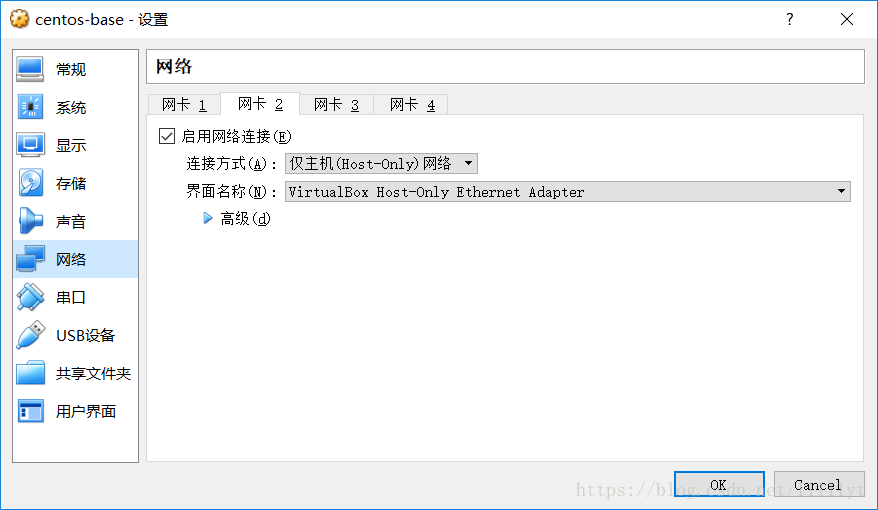 centos-base - 设置
?
常规
系统
显示
存储
声音
网络
串口
USB设备
共享文件夹
用户界面
网络
网卡 1 网卡 2 网卡 3 网卡 4
启用网络连接(E)
连接方式(A): 仅主机(Host-Only)网络
界面名称(N): VirtualBox Host-Only Ethernet Adapter
高级(d)
OK Cancel